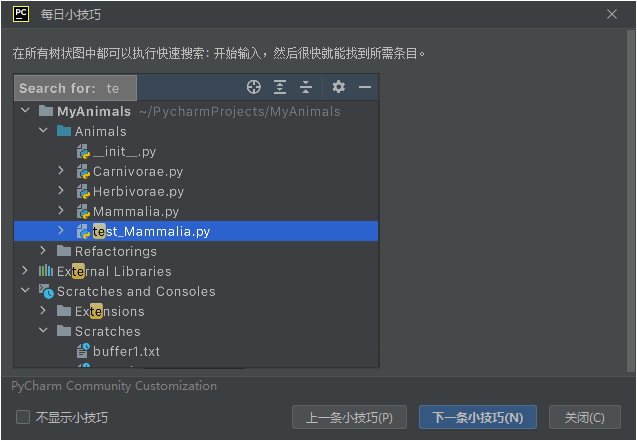 PC 每日小技巧
在所有树状图中都可以执行快速搜索：开始输入，然后很快就能找到所需条目。
Search for: te
MyAnimals ~/PycharmProjects/MyAnimals
Animals
__init__.py
Carnivorae.py
Herbivorae.py
Mammalia.py
test_Mammalia.py
Refactorings
External Libraries
Scratches and Consoles
Extensions
Scratches
buffer1.txt
PyCharm Community Customization
不显示小技巧 上一条小技巧(P) 下一条小技巧(N) 关闭(C)